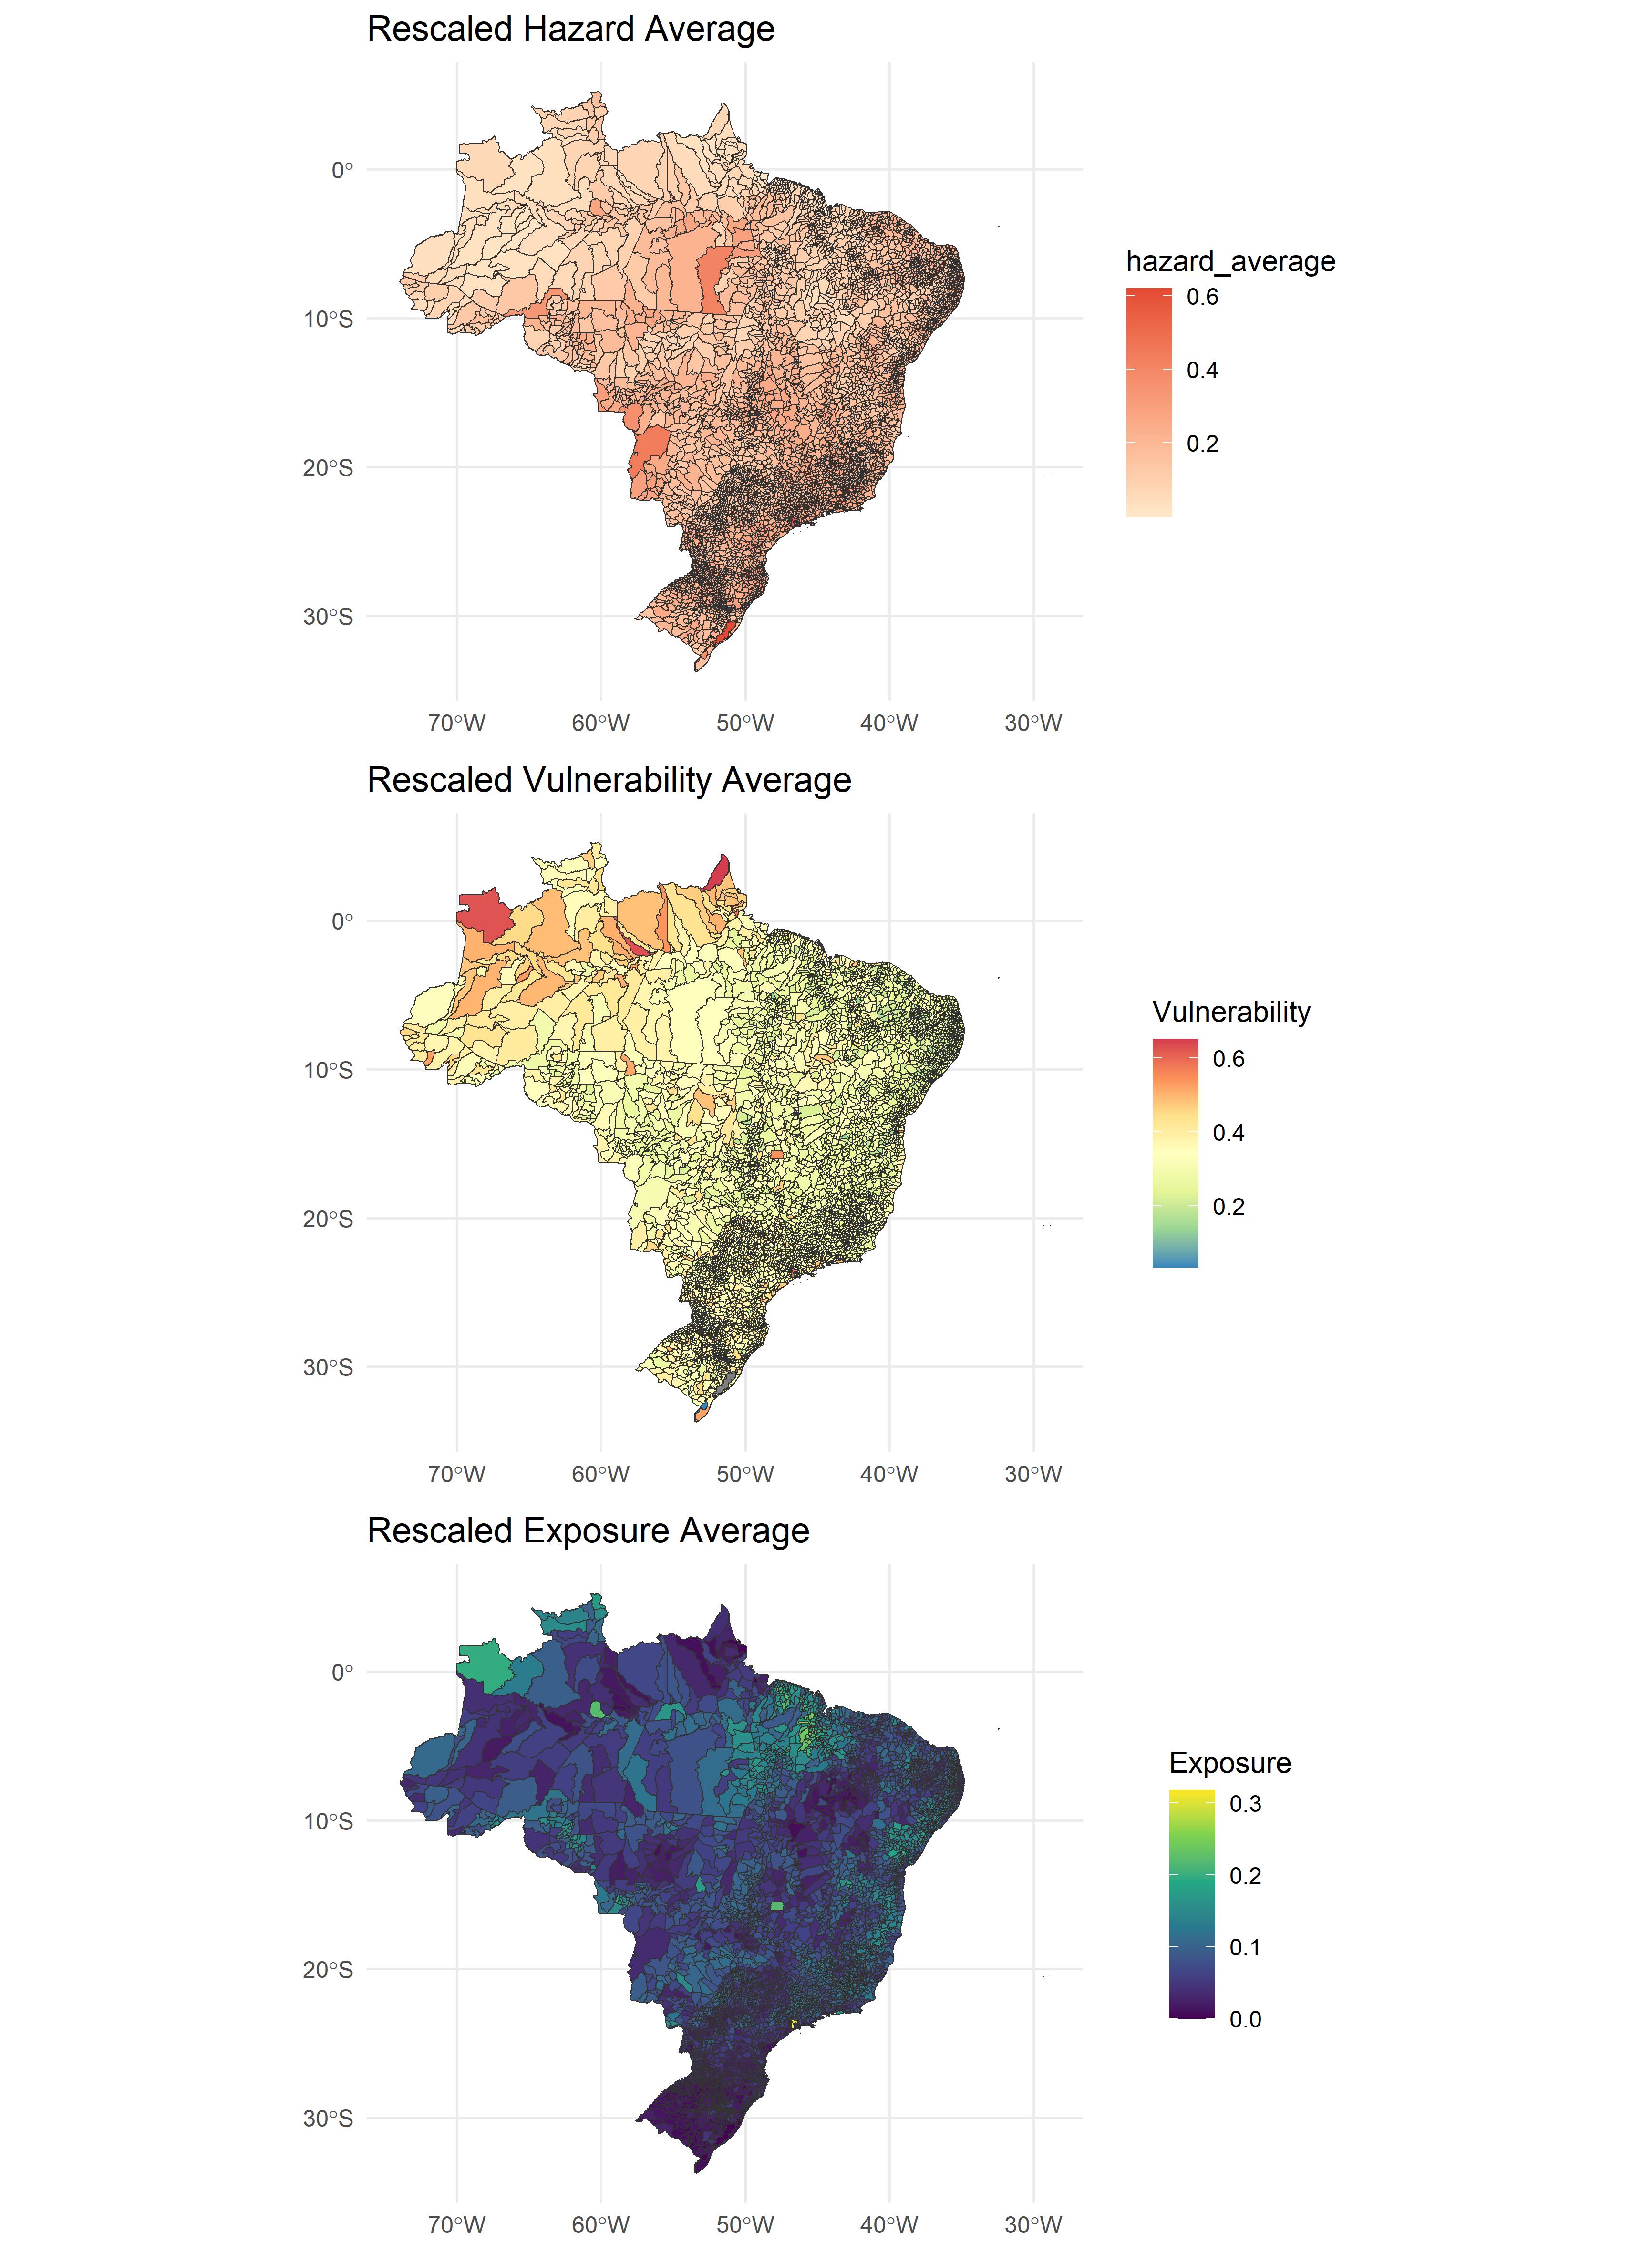 Rescaled Hazard Average
0°
10°S
20°S
30°S
70°W 60°W 50°W 40°W 30°W
hazard_average
0.6
0.4
0.2
Rescaled Vulnerability Average
0°
10°S
20°S
30°S
70°W 60°W 50°W 40°W 30°W
Vulnerability
0.6
0.4
0.2
Rescaled Exposure Average
0°
10°S
20°S
30°S
70°W 60°W 50°W 40°W 30°W
Exposure
0.3
0.2
0.1
0.0